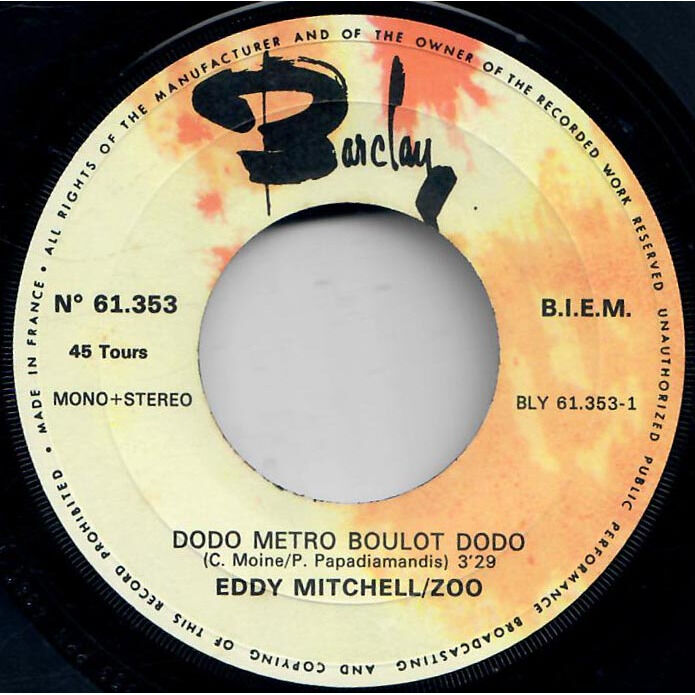 Barclay
N° 61.353
45 Tours
MONO+STEREO
B.I.E.M.
BLY 61.353-1
DODO METRO BOULOT DODO
(C. Moine/P. Papadiamandis) 3'29
EDDY MITCHELL/ZOO
• MADE IN FRANCE • ALL RIGHTS OF THE MANUFACTURER AND OF THE OWNER OF THE RECORDED WORK RESERVED UNAUTHORIZED PUBLIC PERFORMANCE BROADCASTING AND COPYING OF THIS RECORD PROHIBITED